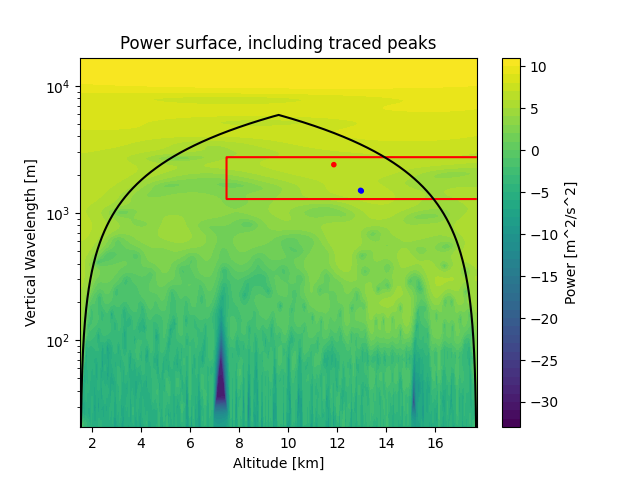 Power surface, including traced peaks
Vertical Wavelength [m]
10^4
10^3
10^2
2 4 6 8 10 12 14 16
Altitude [km]
10
5
0
−5
−10
−15
−20
−25
−30
Power [m^2/s^2]